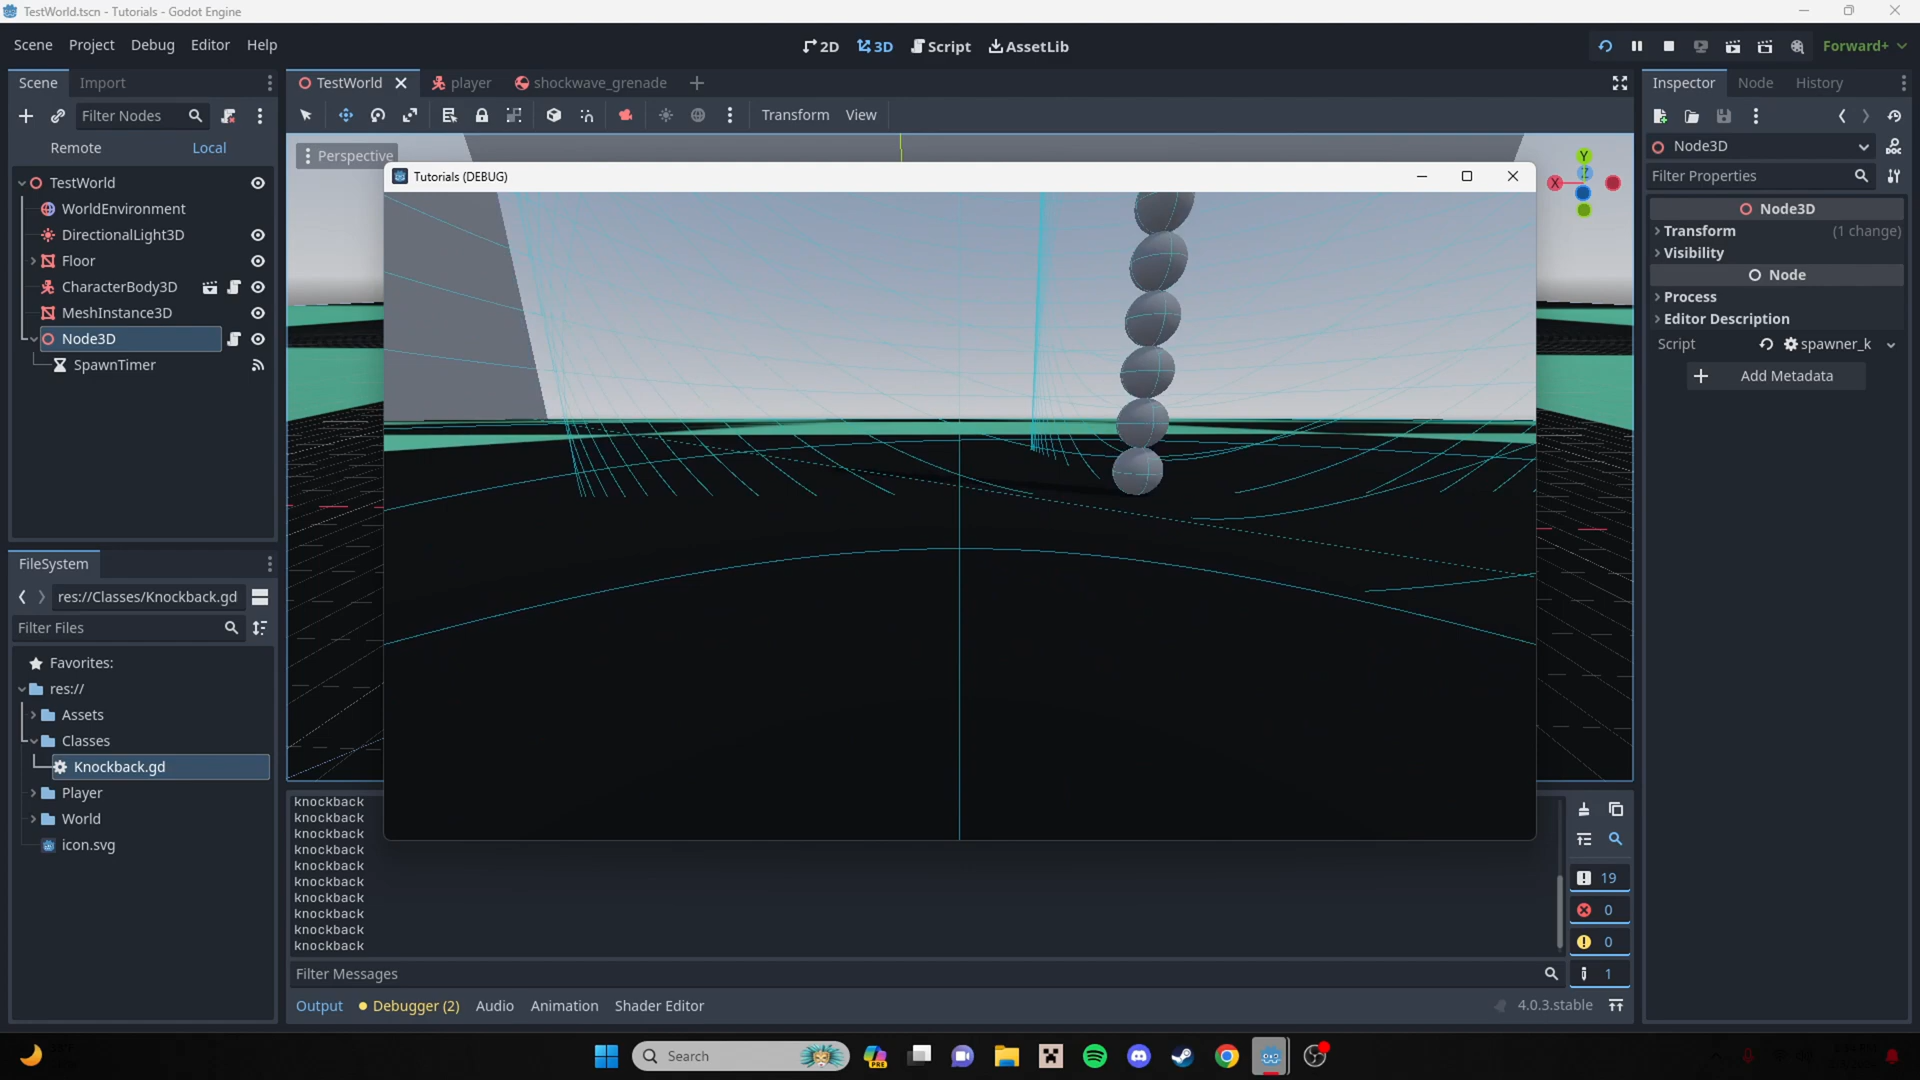 TestWorld.tscn - Tutorials - Godot Engine
Scene Project Debug Editor Help
2D 3D Script AssetLib
Forward+
Scene Import
TestWorld player shockwave_grenade
Inspector Node History
Filter Nodes
Transform View
Remote Local
Perspective
Node3D
Filter Properties
Tutorials (DEBUG)
Y
Z
X
TestWorld
WorldEnvironment
DirectionalLight3D
Floor
CharacterBody3D
MeshInstance3D
Node3D
SpawnTimer
Node3D
Transform (1 change)
Visibility
Node
Process
Editor Description
Script spawner_k
Add Metadata
FileSystem
res://Classes/Knockback.gd
Filter Files
Favorites:
res://
Assets
Classes
Knockback.gd
Player
World
icon.svg
knockback
knockback
knockback
knockback
knockback
knockback
knockback
knockback
knockback
knockback
19
0
0
1
Filter Messages
Output Debugger (2) Audio Animation Shader Editor
4.0.3.stable
Search
PRE